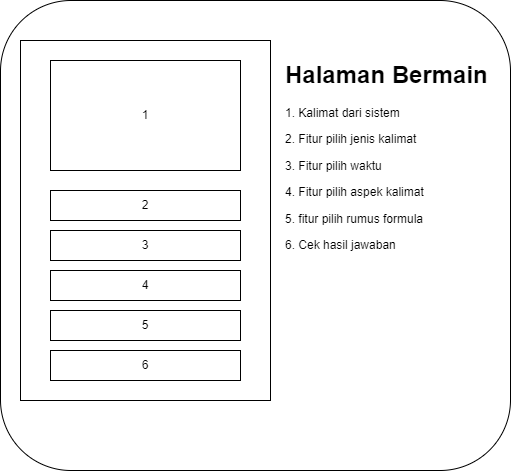 1
2
3
4
5
6
Halaman Bermain
1. Kalimat dari sistem
2. Fitur pilih jenis kalimat
3. Fitur pilih waktu
4. Fitur pilih aspek kalimat
5. fitur pilih rumus formula
6. Cek hasil jawaban